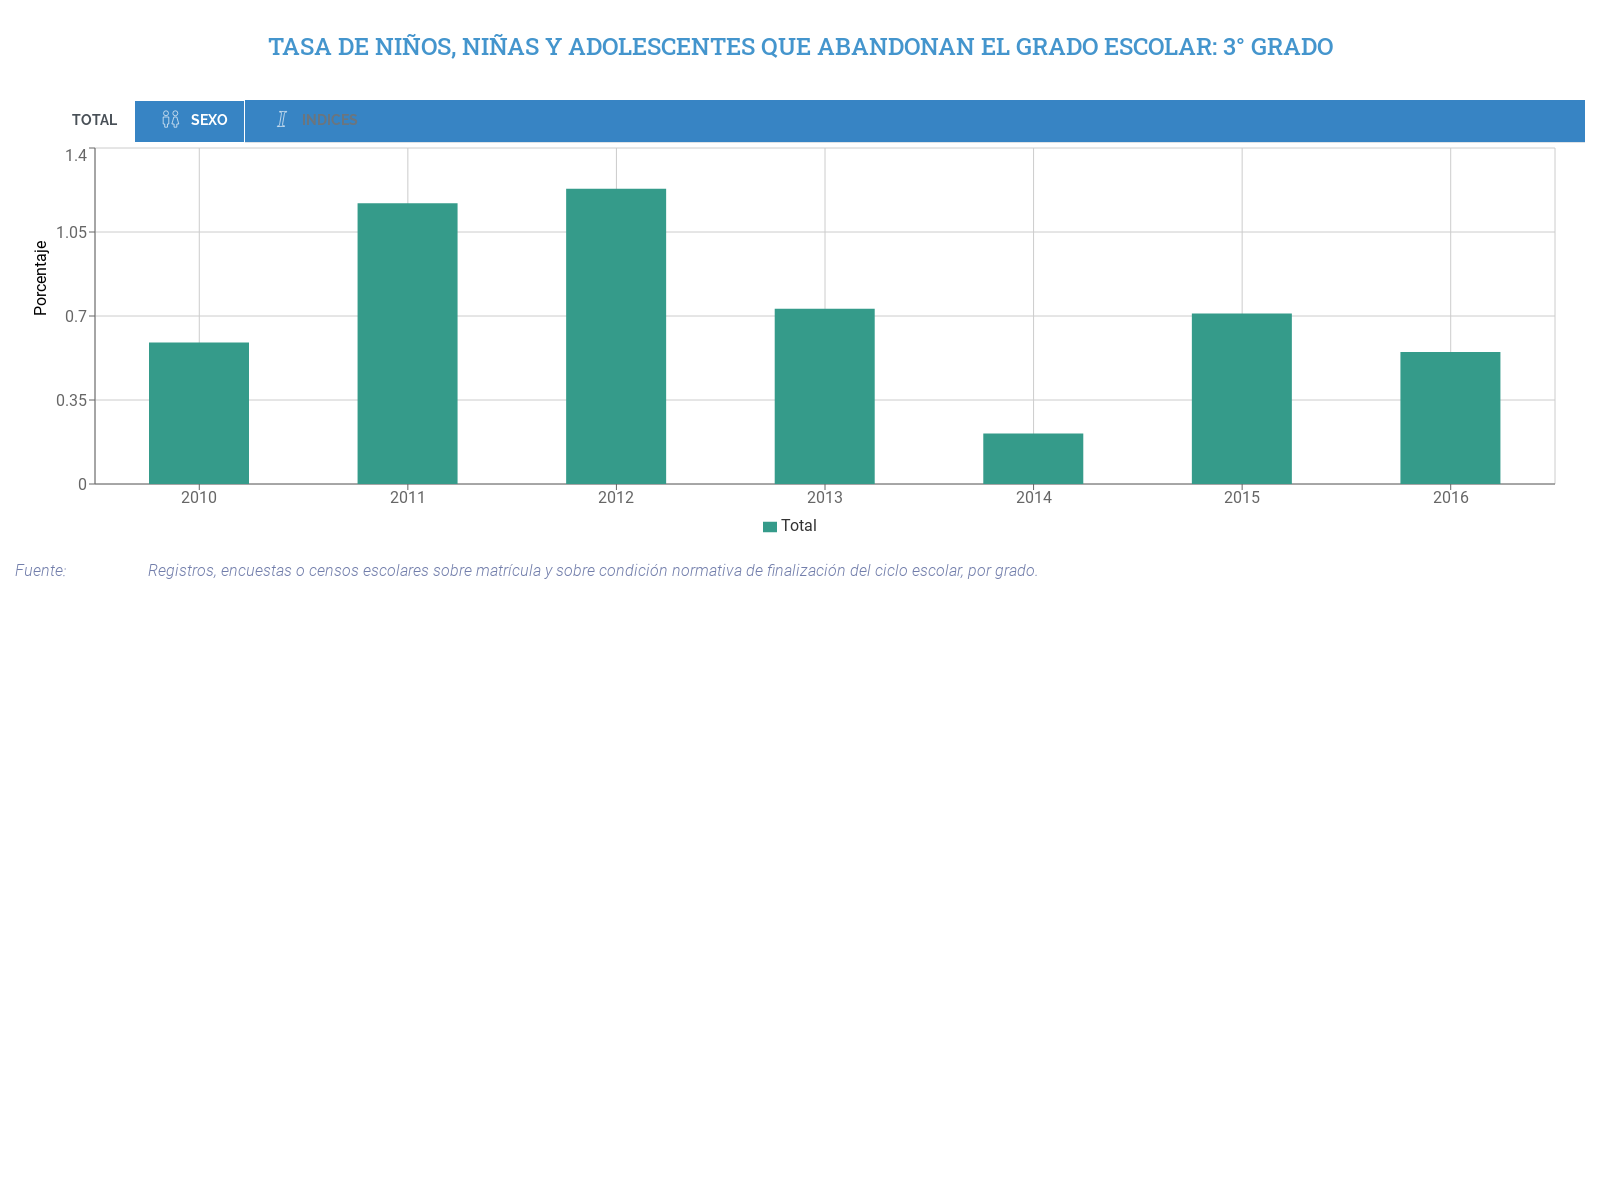 TASA DE NIÑOS, NIÑAS Y ADOLESCENTES QUE ABANDONAN EL GRADO ESCOLAR: 3° GRADO
TOTAL SEXO INDICES
Porcentaje
1.4
1.05
0.7
0.35
0
2010 2011 2012 2013 2014 2015 2016
Total
Fuente: Registros, encuestas o censos escolares sobre matrícula y sobre condición normativa de finalización del ciclo escolar, por grado.